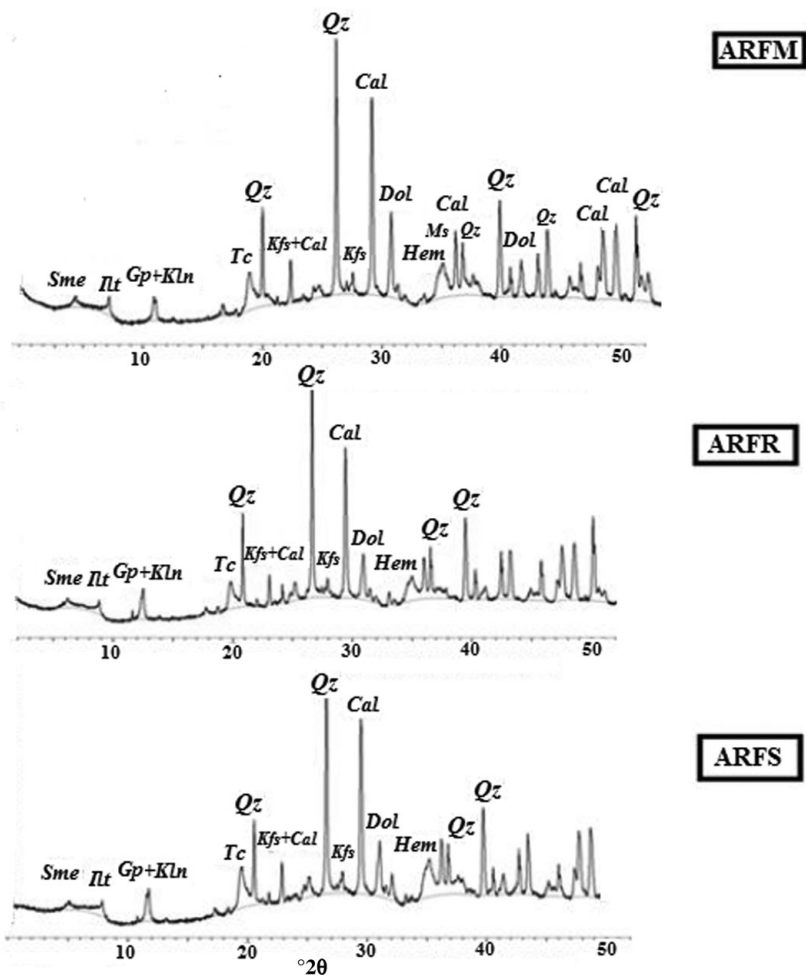 ARFM
Qz
Cal
Qz
Dol
Qz
Cal
Cal
Qz
Kfs+Cal
Kfs
Ms
Qz
Dol
Qz
Tc
Hem
Sme
Ilt
Gp+Kln
10
20
30
40
50
ARFR
Qz
Cal
Qz
Dol
Qz
Qz
Kfs+Cal
Kfs
Hem
Tc
Sme
Ilt
Gp+Kln
10
20
30
40
50
ARFS
Qz
Cal
Qz
Dol
Qz
Qz
Kfs+Cal
Kfs
Hem
Tc
Sme
Ilt
Gp+Kln
10
20
30
40
50
°2θ